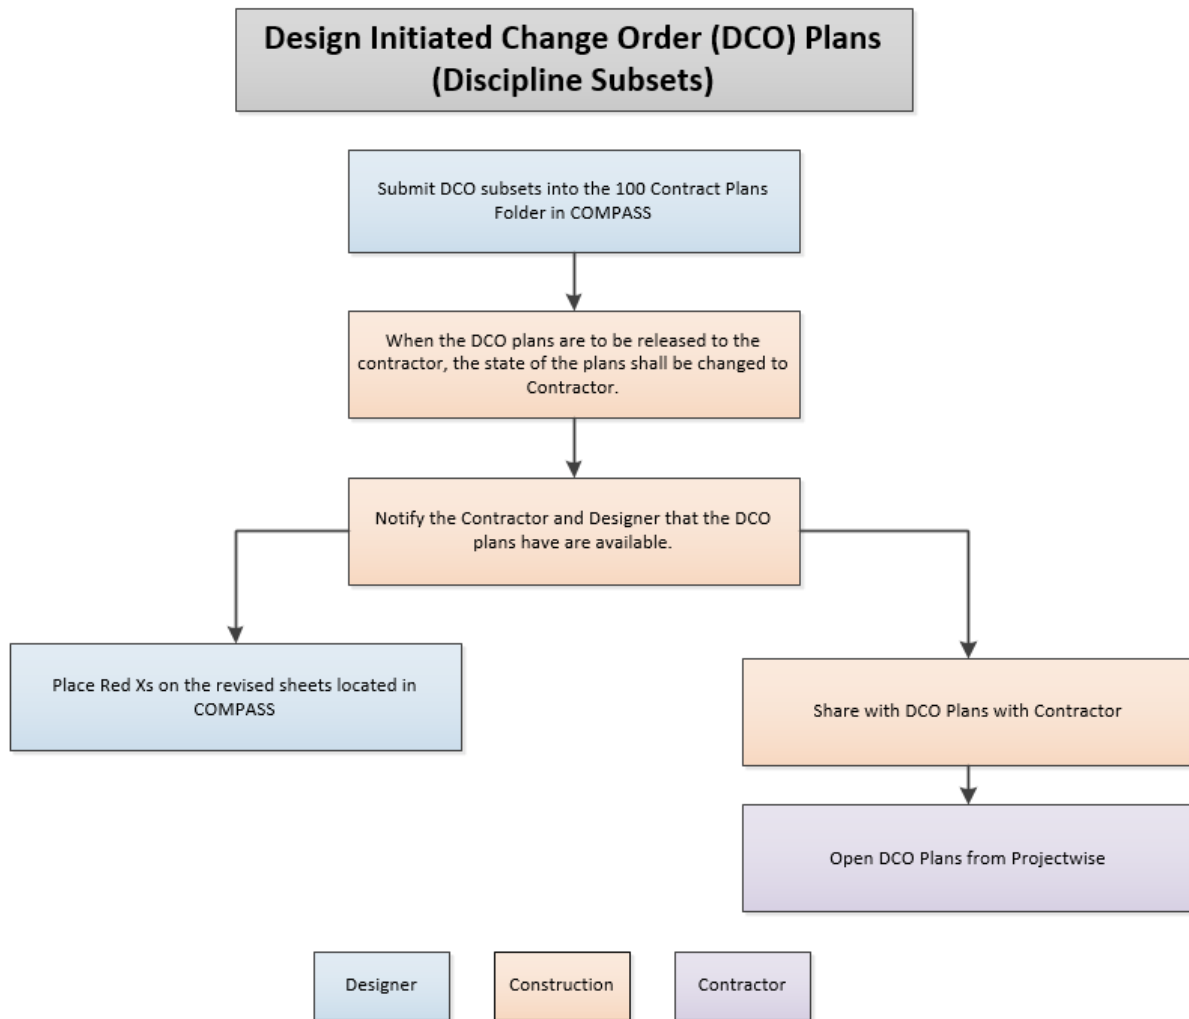 Design Initiated Change Order (DCO) Plans
(Discipline Subsets)
Submit DCO subsets into the 100 Contract Plans
Folder in COMPASS
When the DCO plans are to be released to the
contractor, the state of the plans shall be changed to
Contractor.
Notify the Contractor and Designer that the DCO
plans have are available.
Place Red Xs on the revised sheets located in
COMPASS
Share with DCO Plans with Contractor
Open DCO Plans from Projectwise
Designer
Construction
Contractor